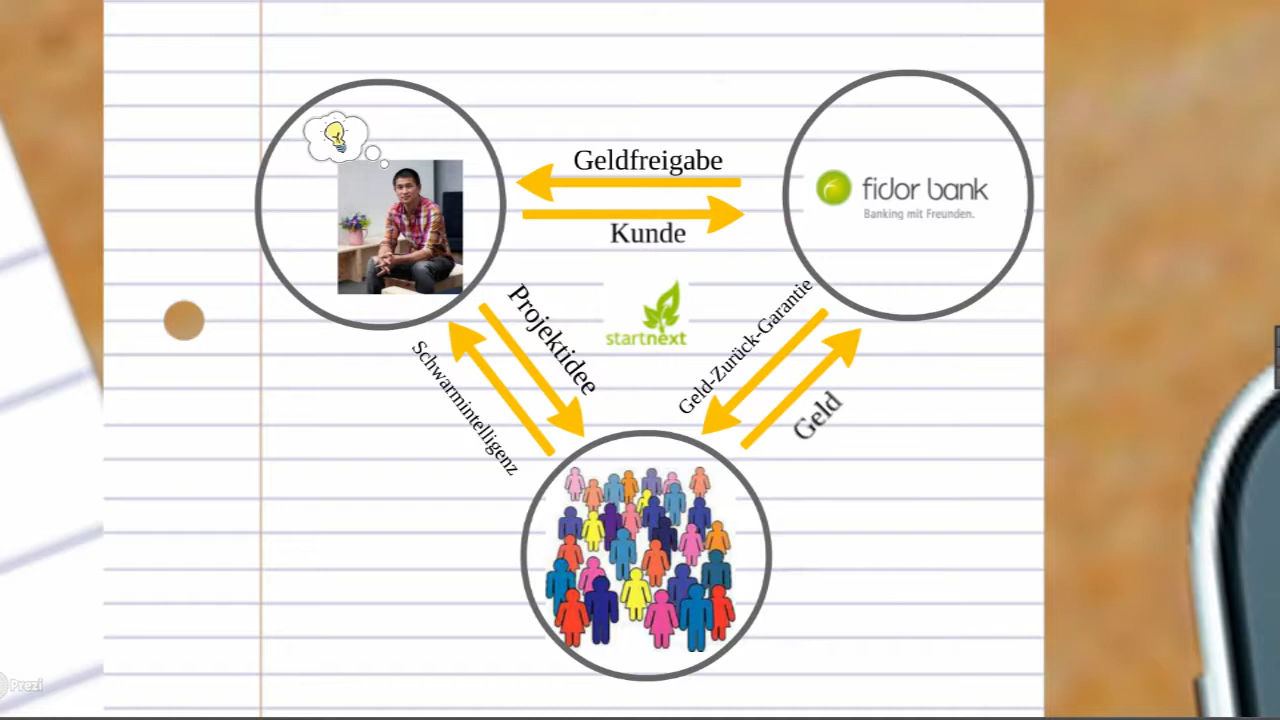 Geldfreigabe
Kunde
fidor bank
Banking mit Freunden.
startnext
Projektidee
Schwarmintelligenz
Geld-Zurück-Garantie
Geld
Prezi